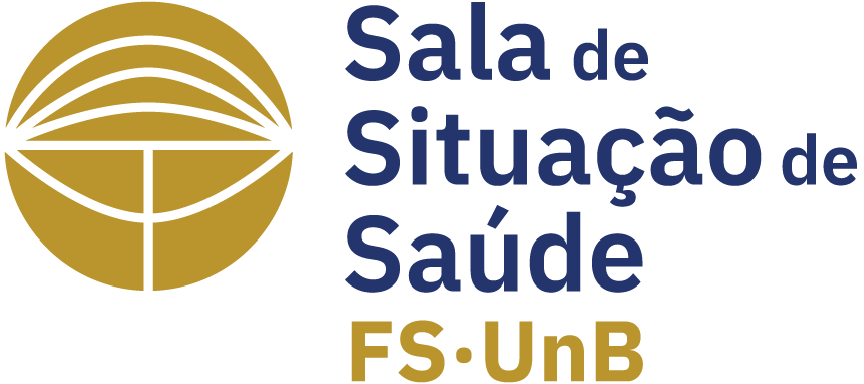 Sala de
Situação de
Saúde
FS·UnB